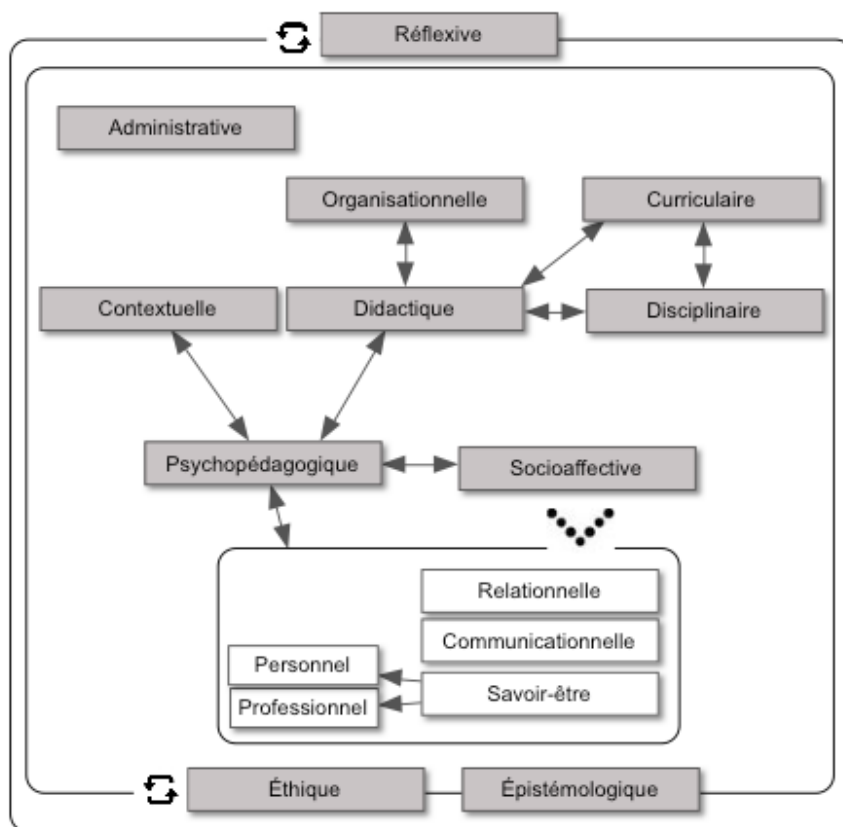 Réflexive
Administrative
Organisationnelle
Curriculaire
Contextuelle
Didactique
Disciplinaire
Psychopédagogique
Socioaffective
Relationnelle
Communicationnelle
Personnel
Savoir-être
Professionnel
Éthique
Épistémologique